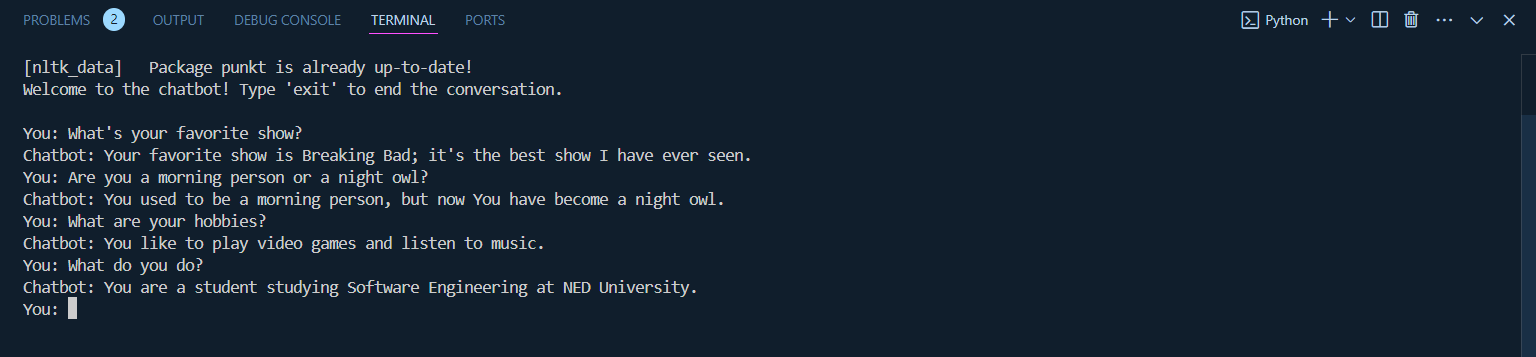 PROBLEMS 2 OUTPUT DEBUG CONSOLE TERMINAL PORTS Python
[nltk_data]   Package punkt is already up-to-date!
Welcome to the chatbot! Type 'exit' to end the conversation.
You: What's your favorite show?
Chatbot: Your favorite show is Breaking Bad; it's the best show I have ever seen.
You: Are you a morning person or a night owl?
Chatbot: You used to be a morning person, but now You have become a night owl.
You: What are your hobbies?
Chatbot: You like to play video games and listen to music.
You: What do you do?
Chatbot: You are a student studying Software Engineering at NED University.
You: